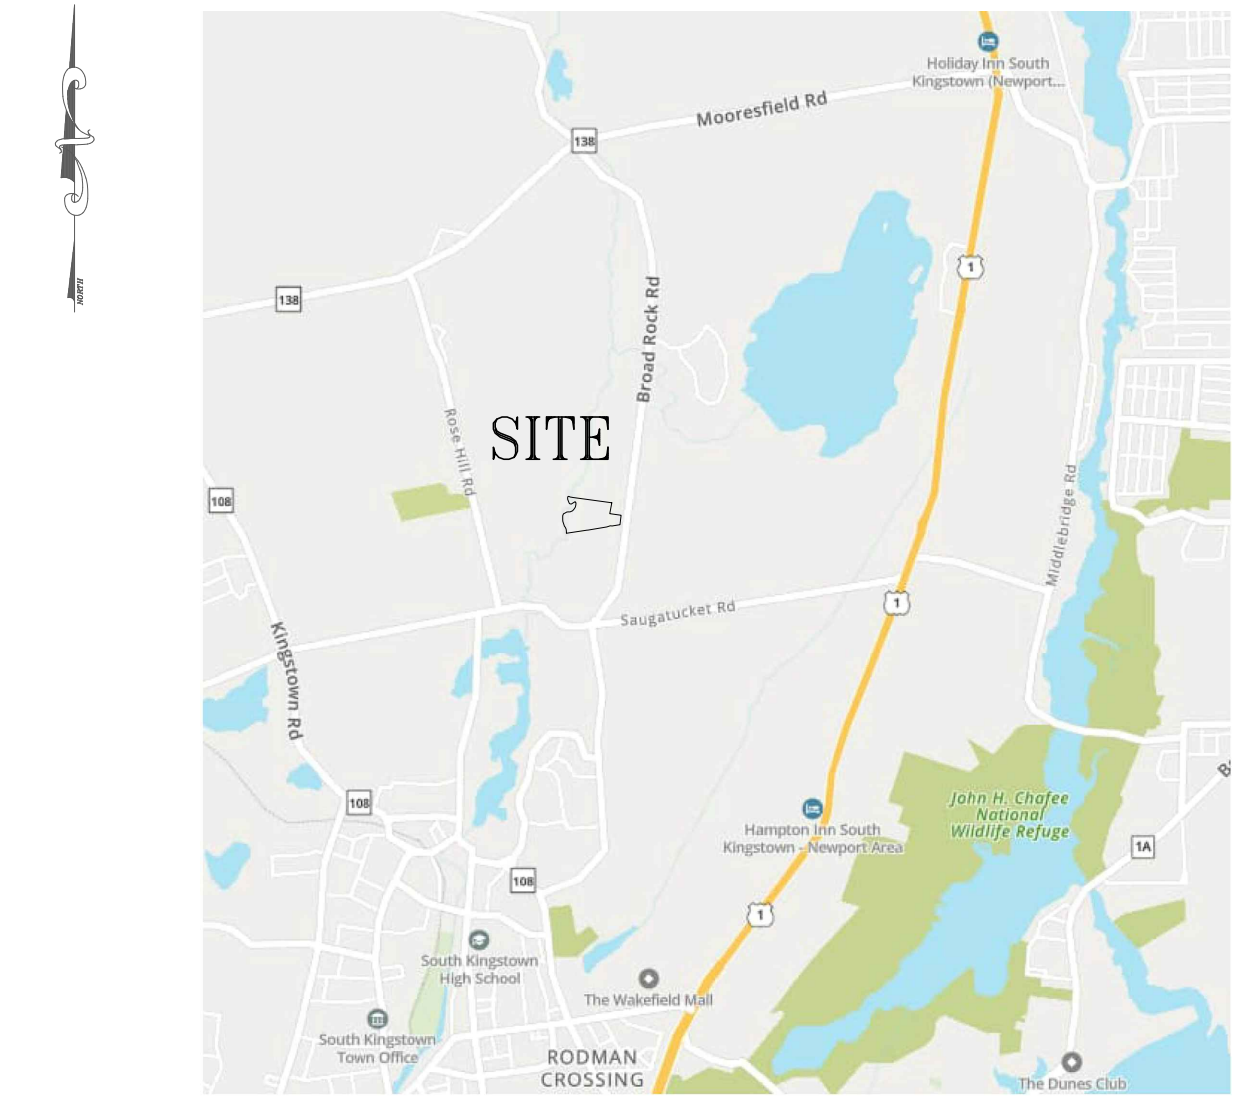 NORTH
Holiday Inn South
Kingstown (Newport...
Mooresfield Rd
138
1
138
Broad Rock Rd
Rose Hill Rd
SITE
108
Middlebridge Rd
1
Saugatucket Rd
Kingstown Rd
John H. Chafee
National
Wildlife Refuge
108
Hampton Inn South
Kingstown - Newport Area
1A
108
1
South Kingstown
High School
The Wakefield Mall
South Kingstown
Town Office
RODMAN
CROSSING
The Dunes Club